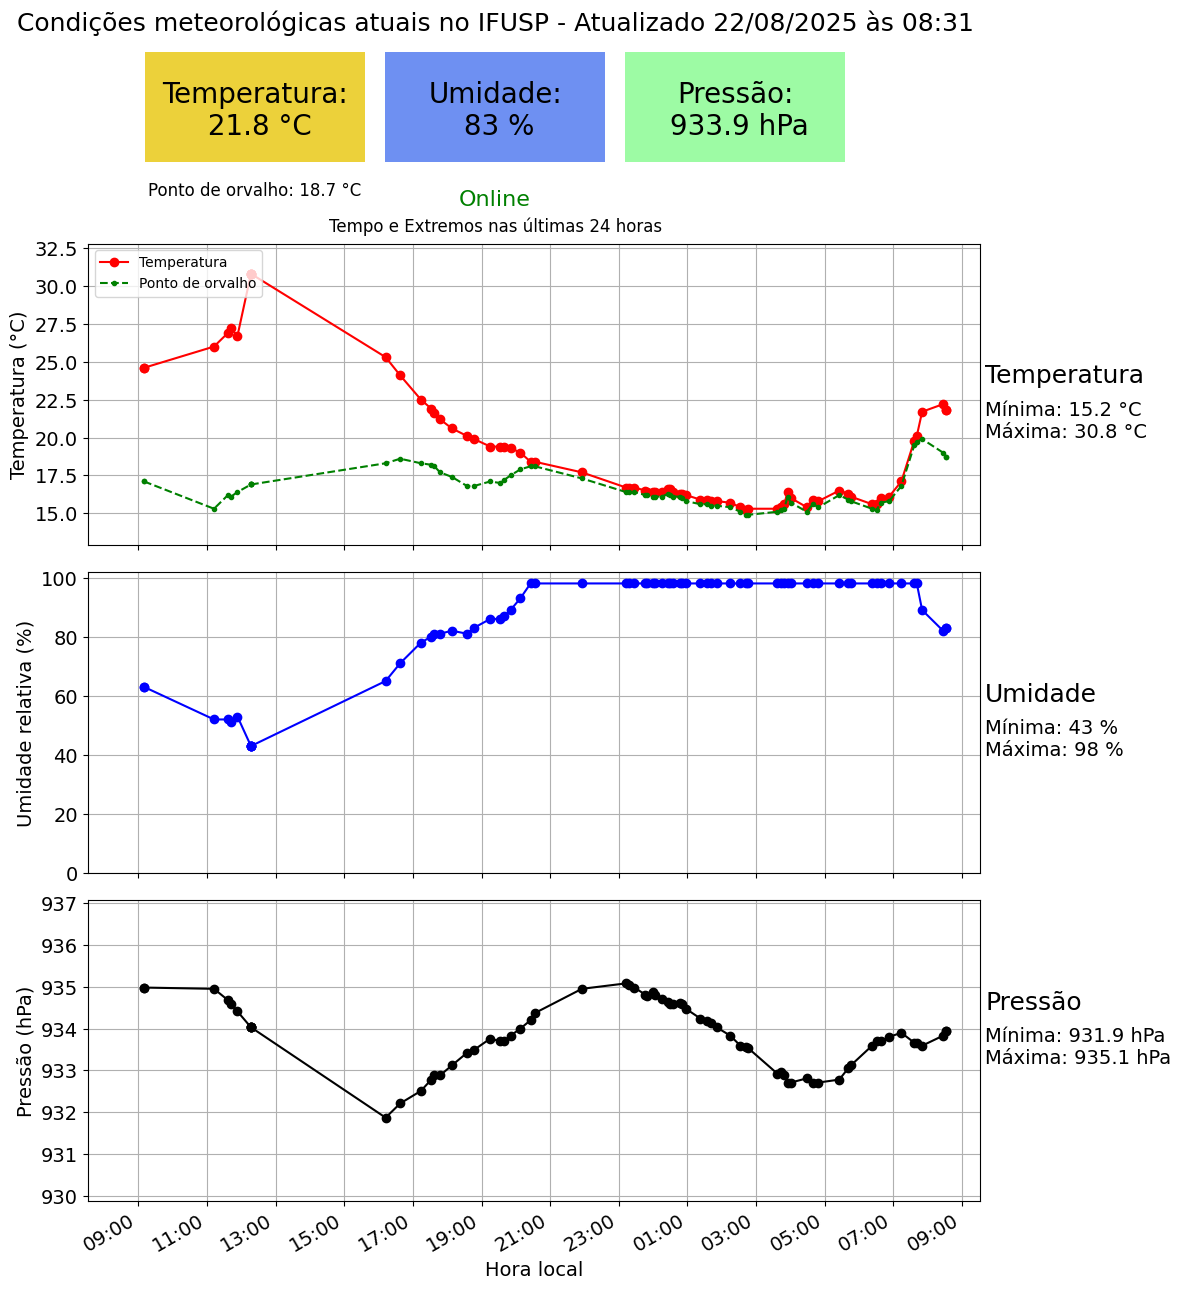 Condições meteorológicas atuais no IFUSP - Atualizado 22/08/2025 às 08:31
Temperatura:
21.8 °C
Umidade:
83 %
Pressão:
933.9 hPa
Ponto de orvalho: 18.7 °C
Online
Tempo e Extremos nas últimas 24 horas
Temperatura (°C)
32.5
30.0
27.5
25.0
22.5
20.0
17.5
15.0
Temperatura
Ponto de orvalho
Temperatura
Mínima: 15.2 °C
Máxima: 30.8 °C
Umidade relativa (%)
100
80
60
40
20
0
Umidade
Mínima: 43 %
Máxima: 98 %
Pressão (hPa)
937
936
935
934
933
932
931
930
Pressão
Mínima: 931.9 hPa
Máxima: 935.1 hPa
09:00
11:00
13:00
15:00
17:00
19:00
21:00
23:00
01:00
03:00
05:00
07:00
09:00
Hora local